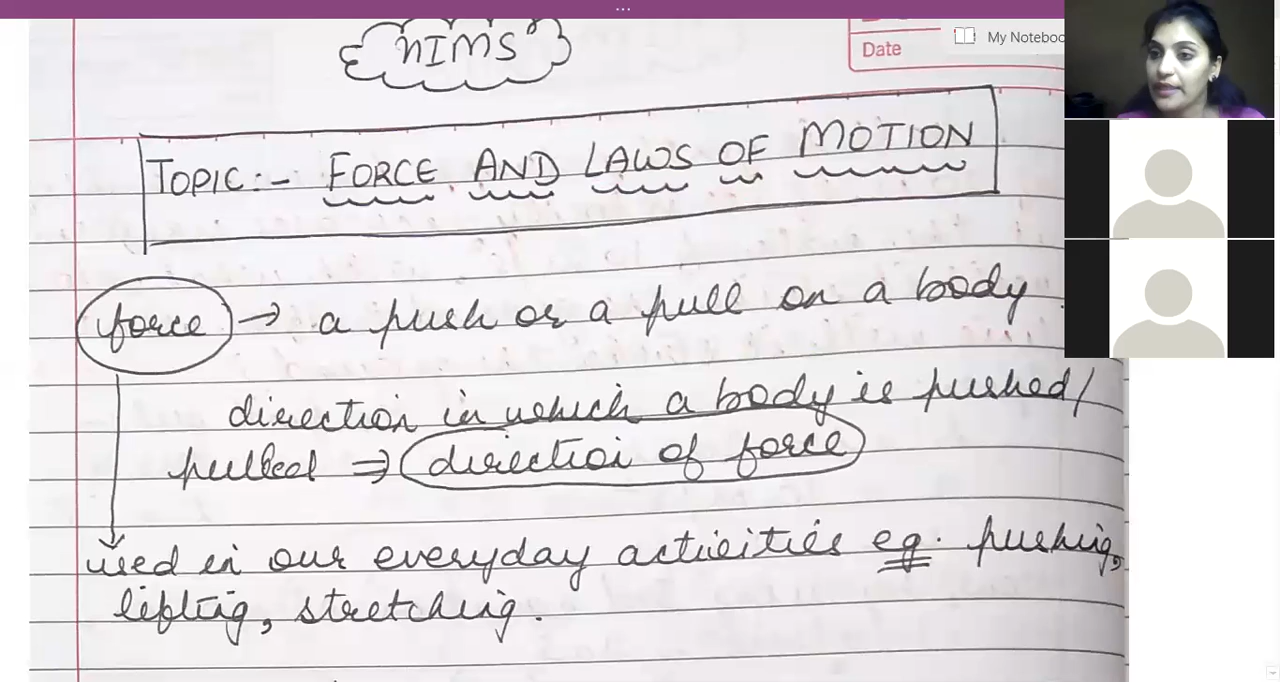 ...
NIMS
My Noteboo
Date
TOPIC:- FORCE AND LAWS OF MOTION
force → a push or a pull on a body
direction in which a body is pushed/
pulled ⇒ direction of force
used in our everyday activities eg. pushing,
lifting, stretching.